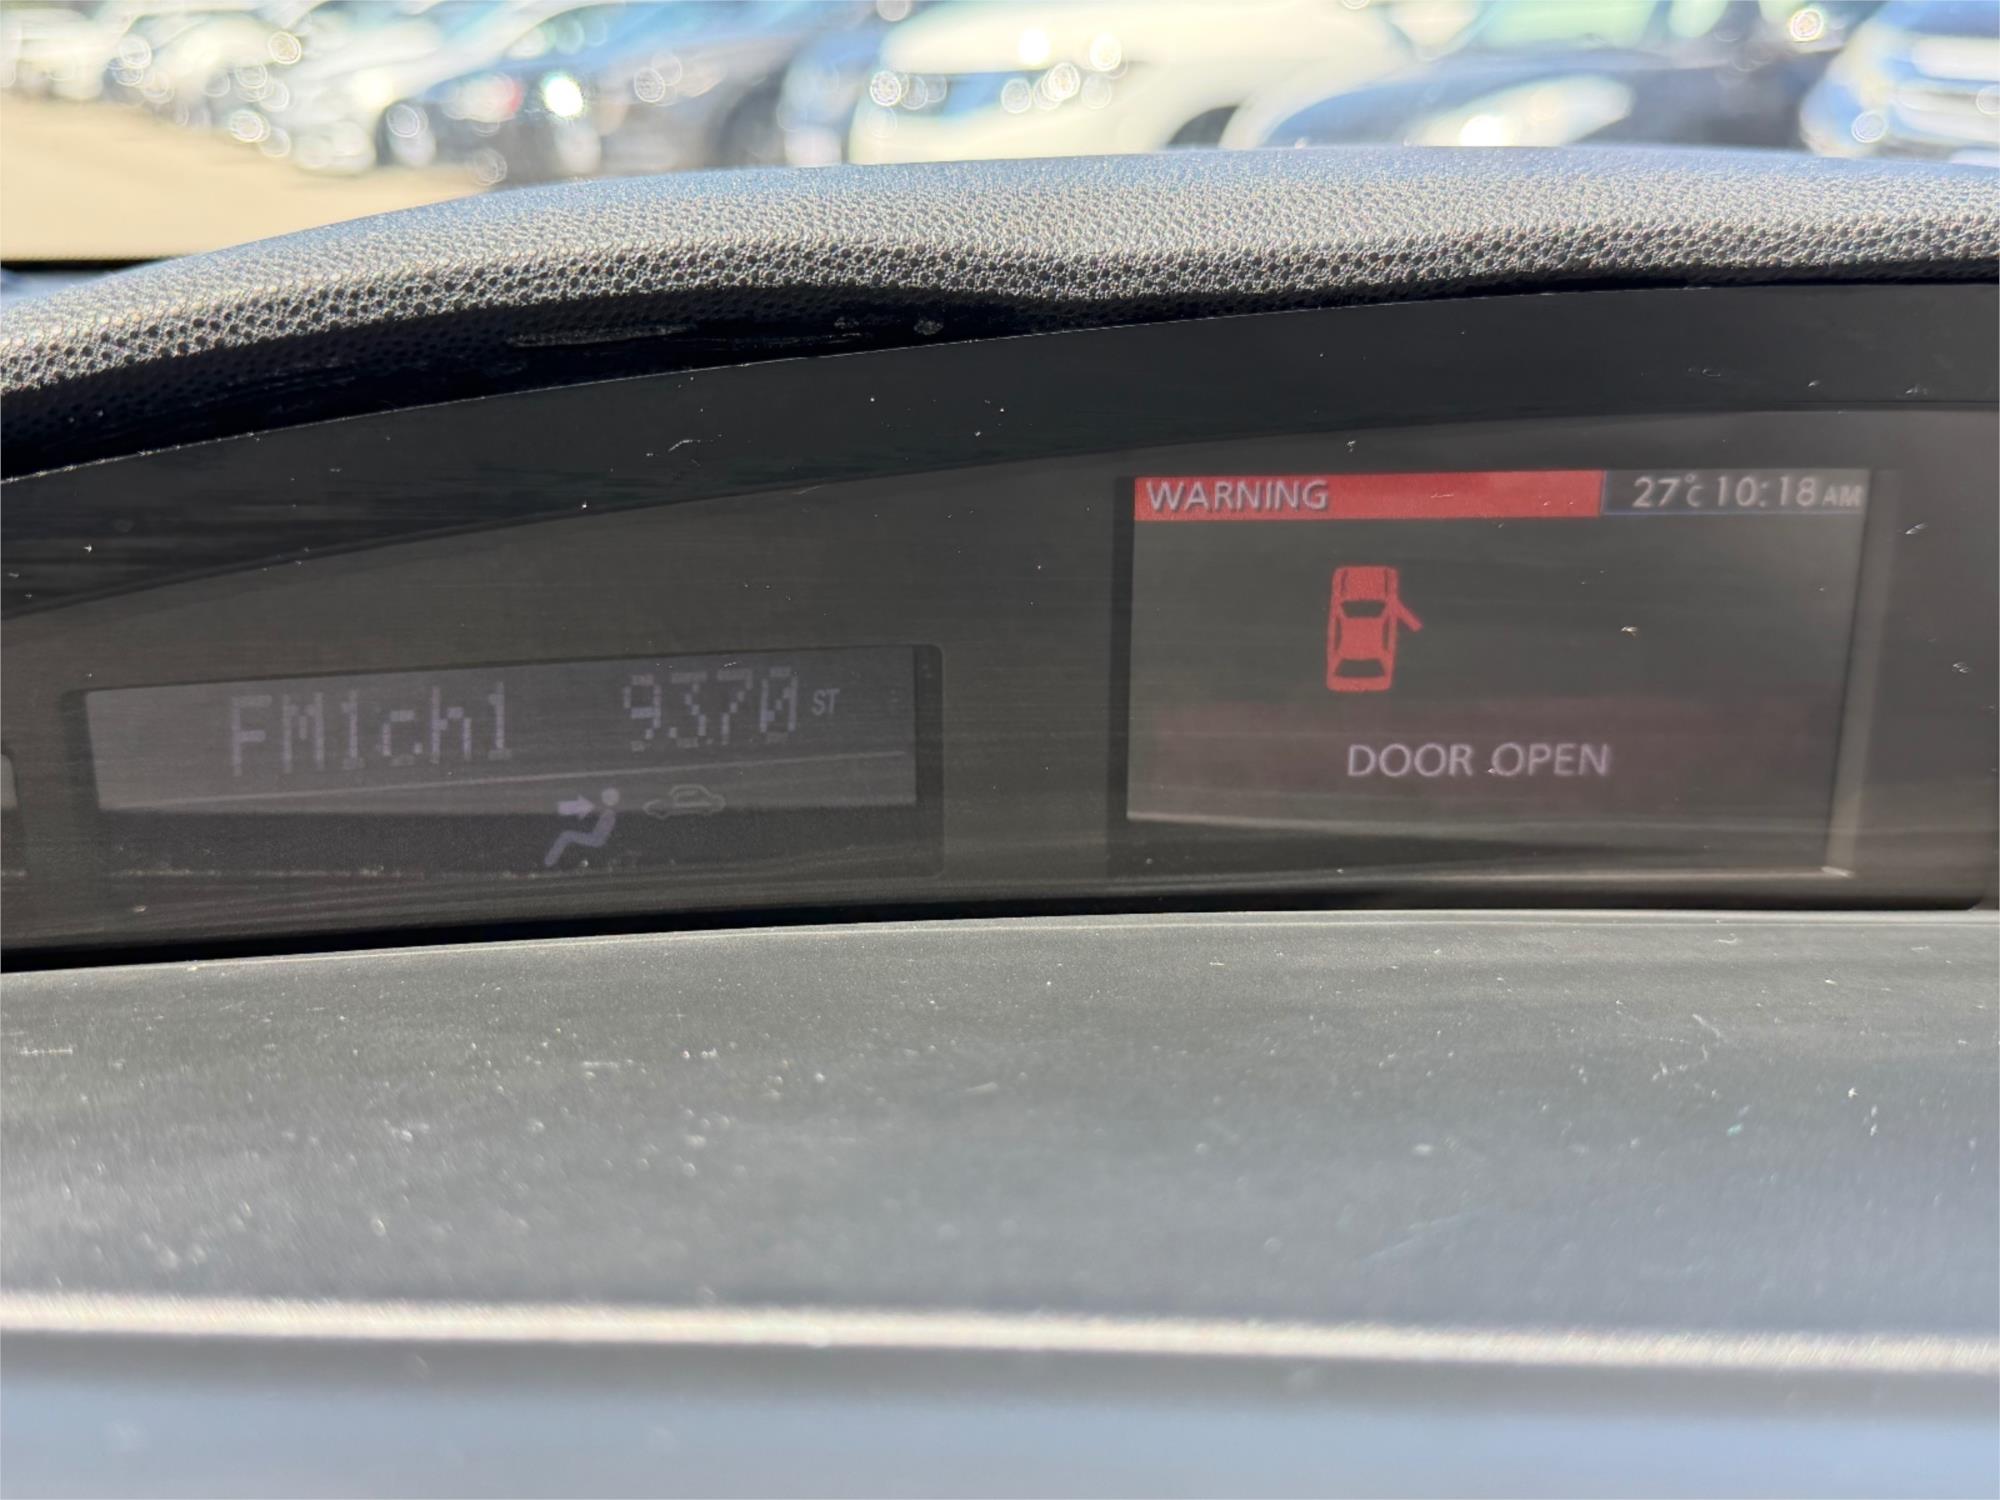 WARNING 27°C 10:18 AM
FM1ch1 93.70 ST
DOOR OPEN